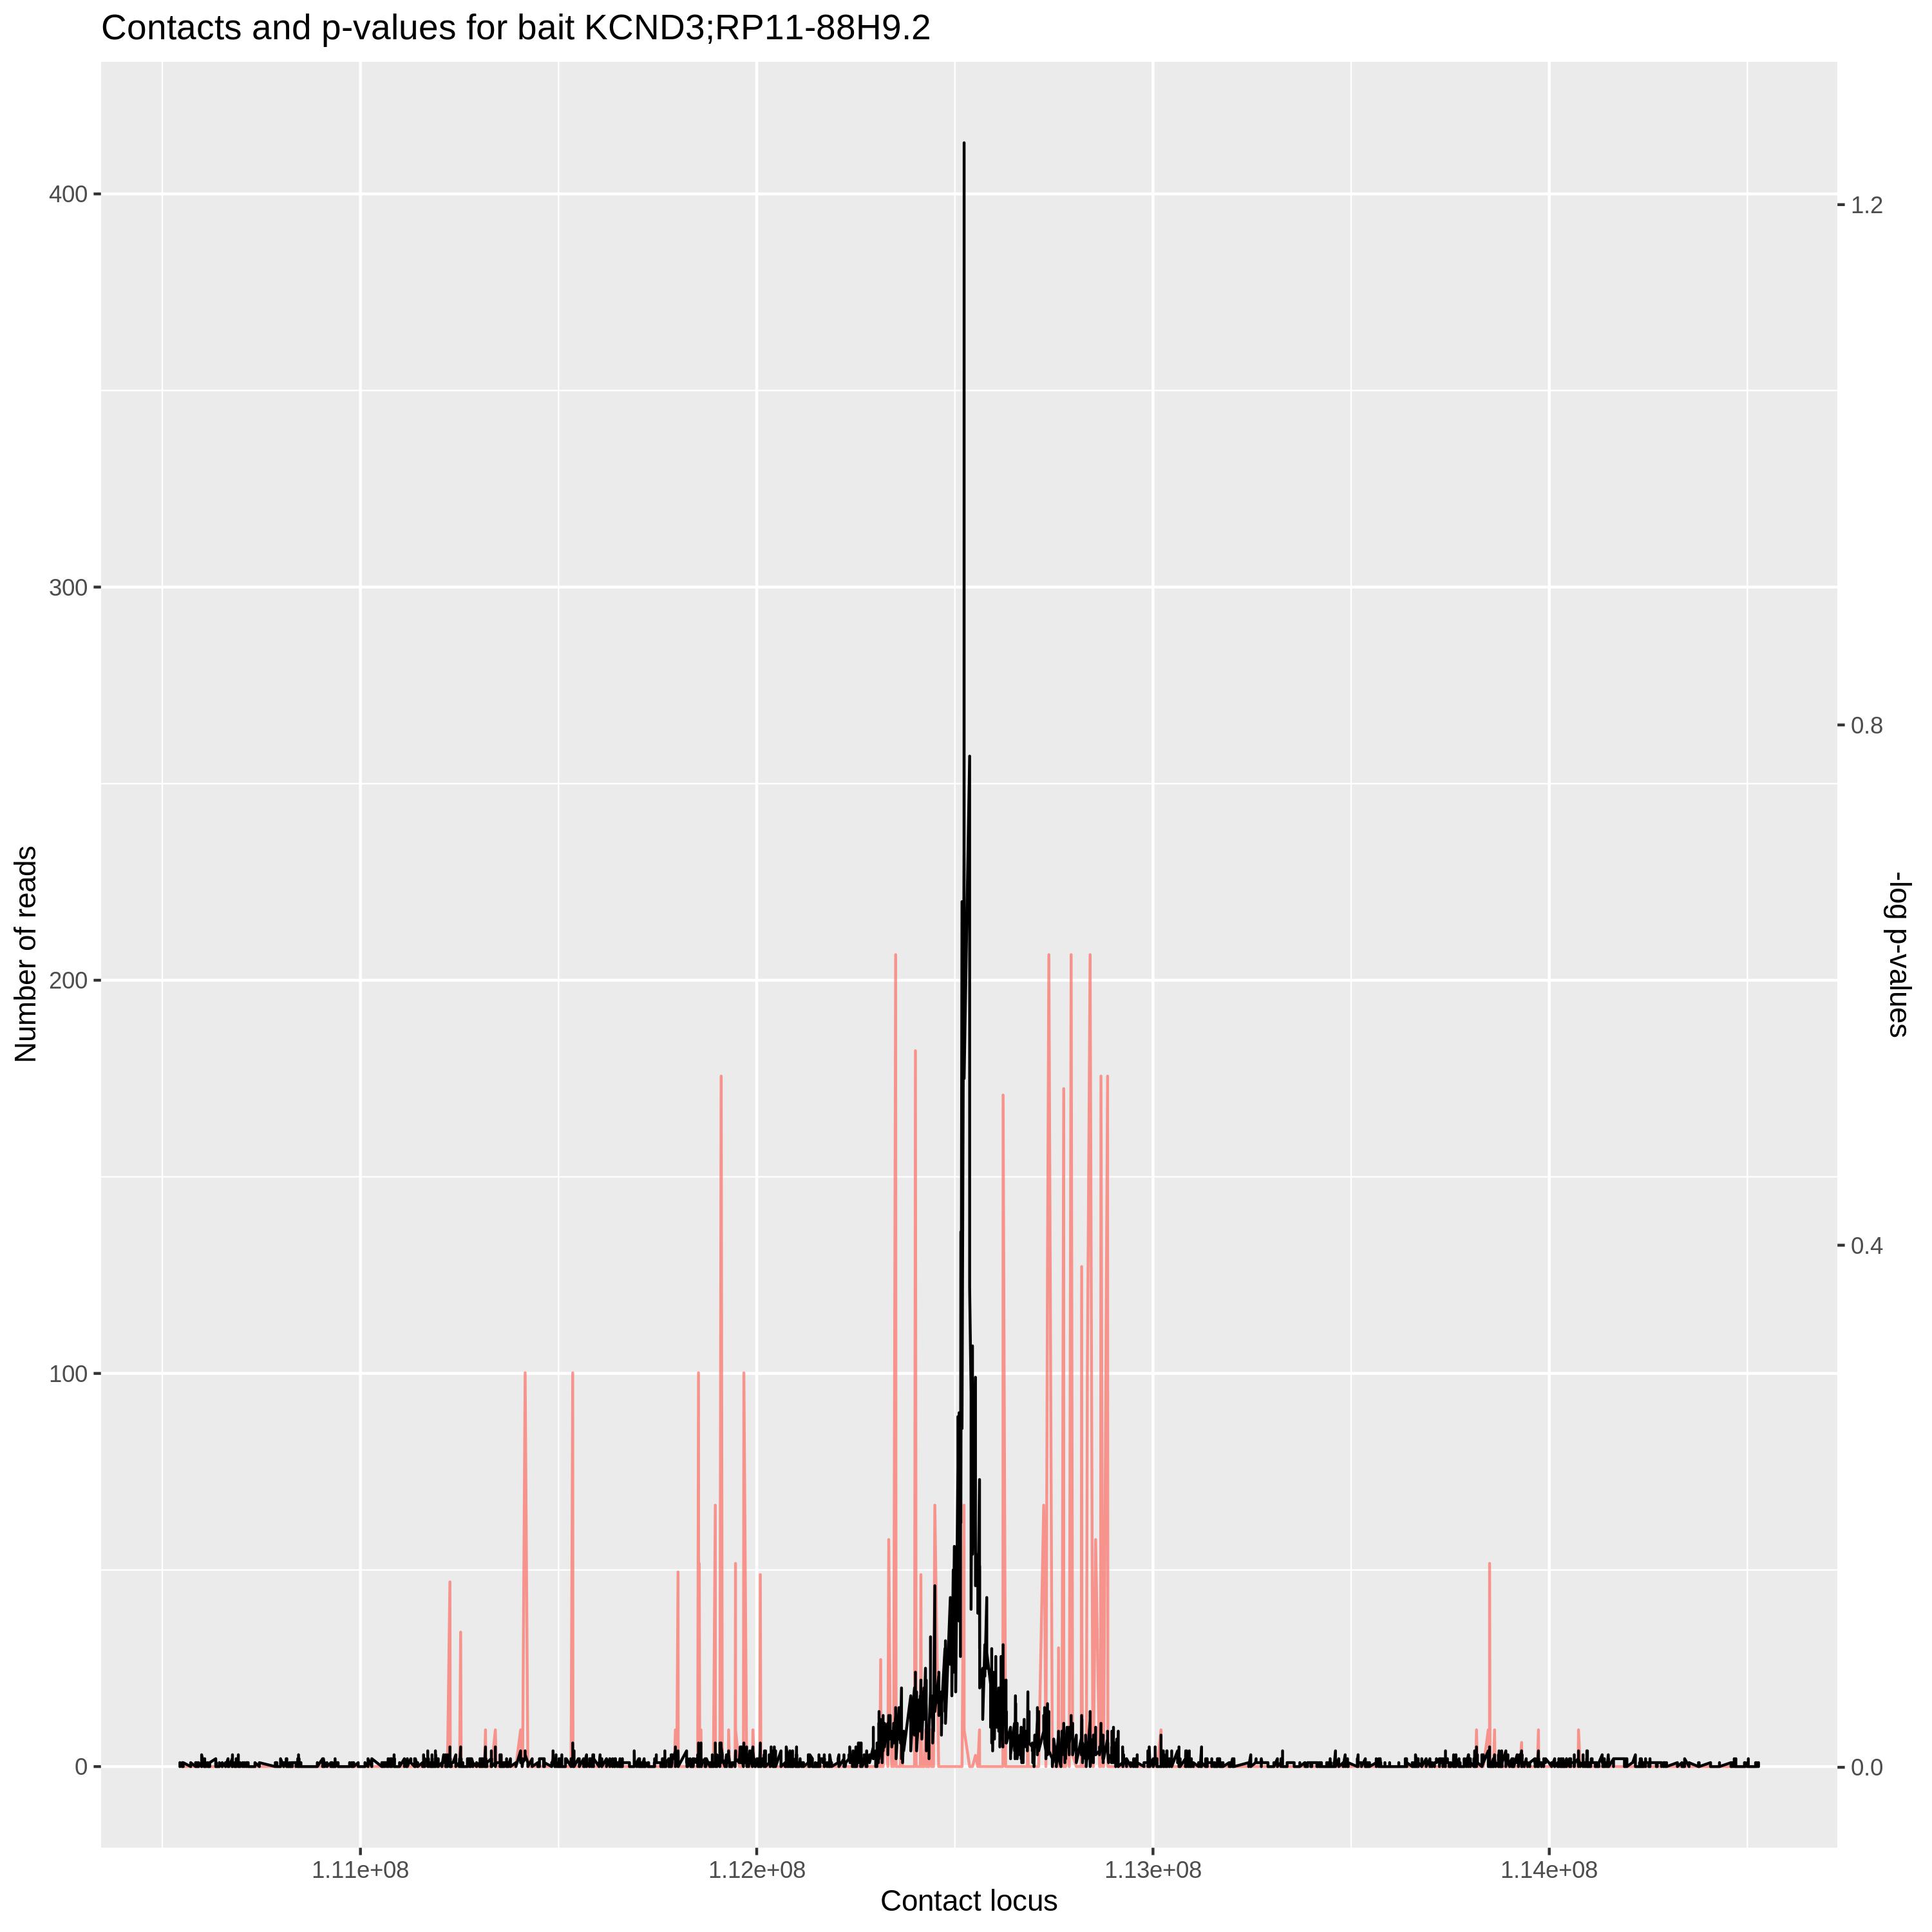 Contacts and p-values for bait KCND3;RP11-88H9.2
400
300
200
100
0
Number of reads
1.2
0.8
0.4
0.0
-log p-values
1.11e+08
1.12e+08
1.13e+08
1.14e+08
Contact locus